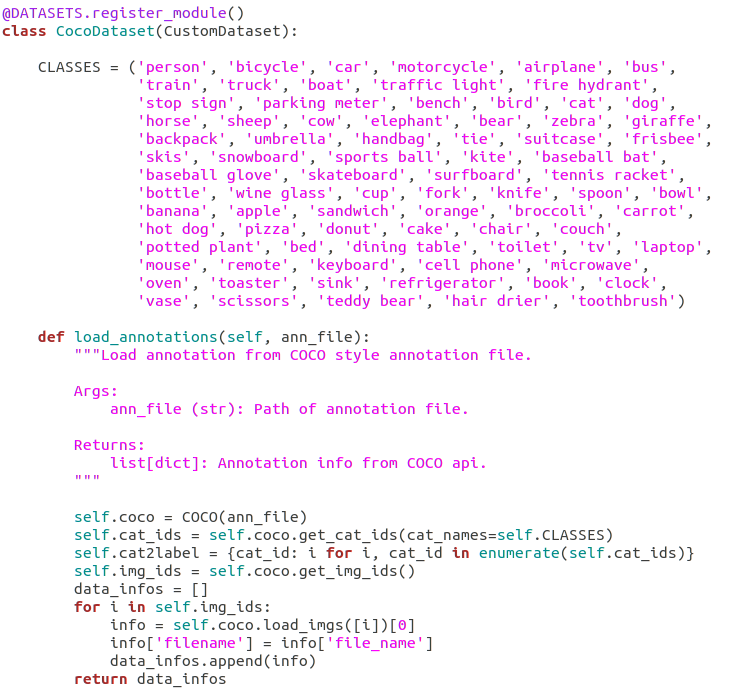 @DATASETS.register_module()
class CocoDataset(CustomDataset):

    CLASSES = ('person', 'bicycle', 'car', 'motorcycle', 'airplane', 'bus',
               'train', 'truck', 'boat', 'traffic light', 'fire hydrant',
               'stop sign', 'parking meter', 'bench', 'bird', 'cat', 'dog',
               'horse', 'sheep', 'cow', 'elephant', 'bear', 'zebra', 'giraffe',
               'backpack', 'umbrella', 'handbag', 'tie', 'suitcase', 'frisbee',
               'skis', 'snowboard', 'sports ball', 'kite', 'baseball bat',
               'baseball glove', 'skateboard', 'surfboard', 'tennis racket',
               'bottle', 'wine glass', 'cup', 'fork', 'knife', 'spoon', 'bowl',
               'banana', 'apple', 'sandwich', 'orange', 'broccoli', 'carrot',
               'hot dog', 'pizza', 'donut', 'cake', 'chair', 'couch',
               'potted plant', 'bed', 'dining table', 'toilet', 'tv', 'laptop',
               'mouse', 'remote', 'keyboard', 'cell phone', 'microwave',
               'oven', 'toaster', 'sink', 'refrigerator', 'book', 'clock',
               'vase', 'scissors', 'teddy bear', 'hair drier', 'toothbrush')

    def load_annotations(self, ann_file):
        """Load annotation from COCO style annotation file.

        Args:
            ann_file (str): Path of annotation file.

        Returns:
            list[dict]: Annotation info from COCO api.
        """

        self.coco = COCO(ann_file)
        self.cat_ids = self.coco.get_cat_ids(cat_names=self.CLASSES)
        self.cat2label = {cat_id: i for i, cat_id in enumerate(self.cat_ids)}
        self.img_ids = self.coco.get_img_ids()
        data_infos = []
        for i in self.img_ids:
            info = self.coco.load_imgs([i])[0]
            info['filename'] = info['file_name']
            data_infos.append(info)
        return data_infos